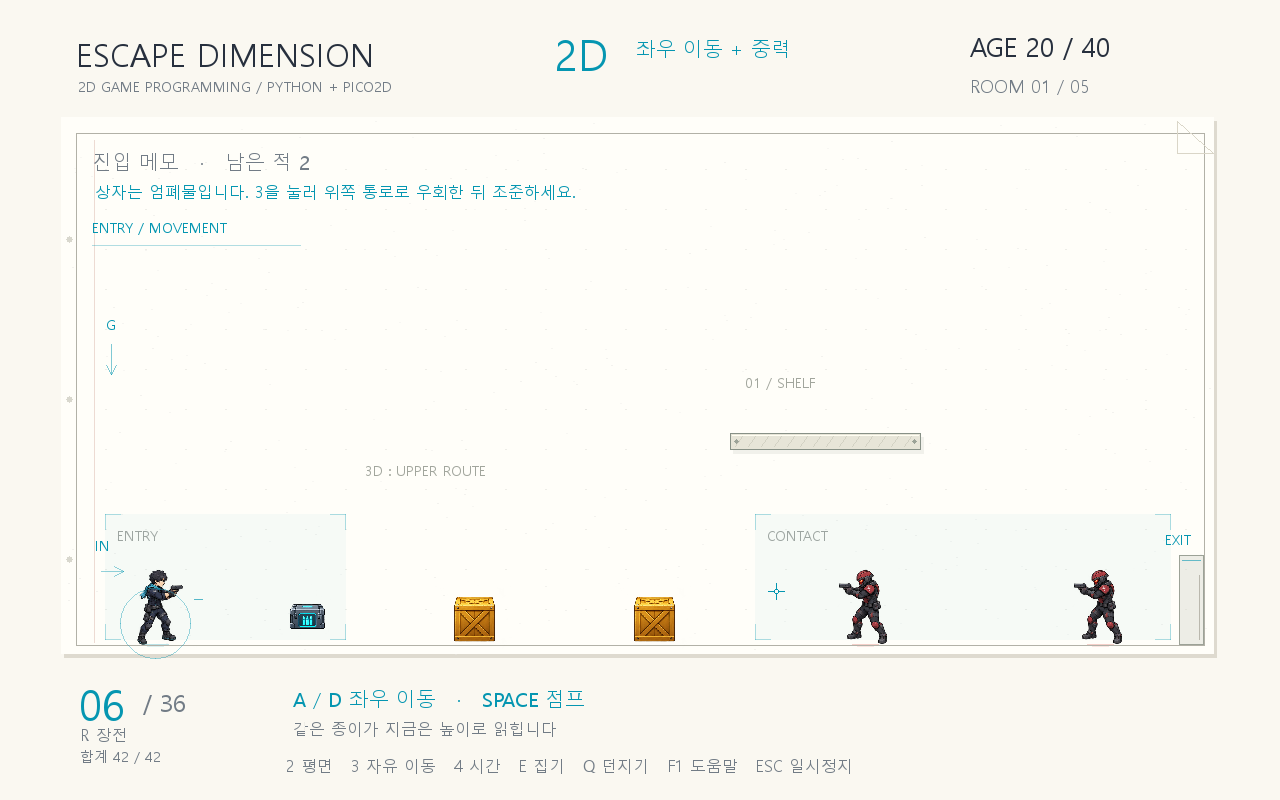 ESCAPE DIMENSION
2D GAME PROGRAMMING / PYTHON + PICO2D
2D 좌우 이동 + 중력
AGE 20 / 40
ROOM 01 / 05
진입 메모 · 남은 적 2
상자는 엄폐물입니다. 3을 눌러 위쪽 통로로 우회한 뒤 조준하세요.
ENTRY / MOVEMENT
G
01 / SHELF
3D : UPPER ROUTE
ENTRY
CONTACT
IN
EXIT
06 / 36
R 장전
합계 42 / 42
A / D 좌우 이동 · SPACE 점프
같은 종이가 지금은 높이로 읽힙니다
2 평면 3 자유 이동 4 시간 E 집기 Q 던지기 F1 도움말 ESC 일시정지